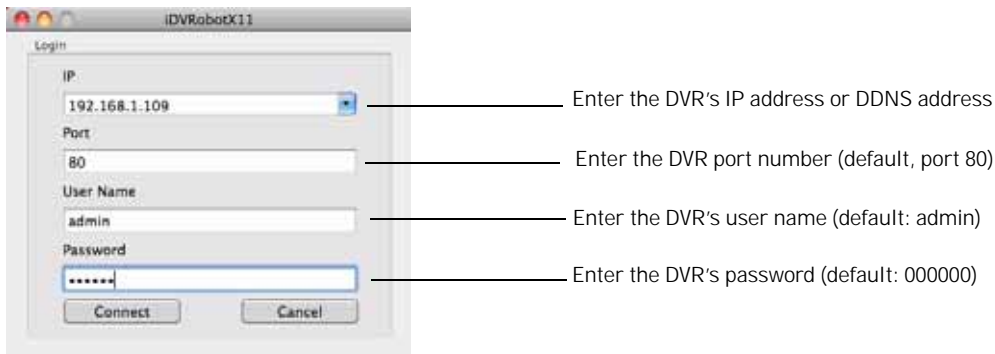 iDVRobotX11
Login
IP
192.168.1.109
Enter the DVR's IP address or DDNS address
Port
80
Enter the DVR port number (default, port 80)
User Name
admin
Enter the DVR's user name (default: admin)
Password
••••••
Enter the DVR's password (default: 000000)
Connect
Cancel